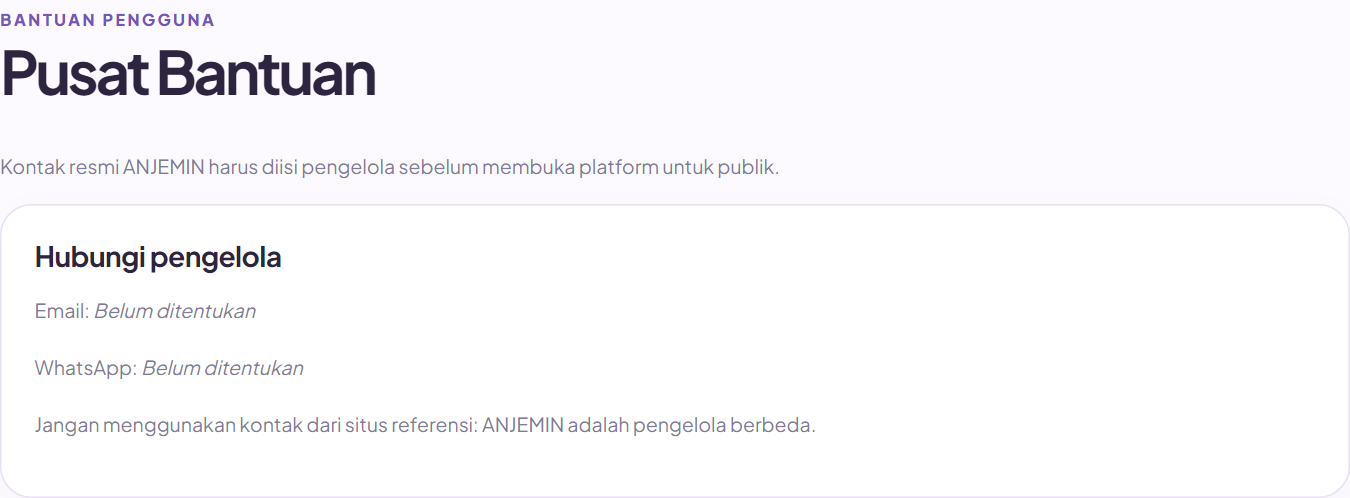 BANTUAN PENGGUNA
Pusat Bantuan
Kontak resmi ANJEMIN harus diisi pengelola sebelum membuka platform untuk publik.
Hubungi pengelola
Email: Belum ditentukan
WhatsApp: Belum ditentukan
Jangan menggunakan kontak dari situs referensi: ANJEMIN adalah pengelola berbeda.